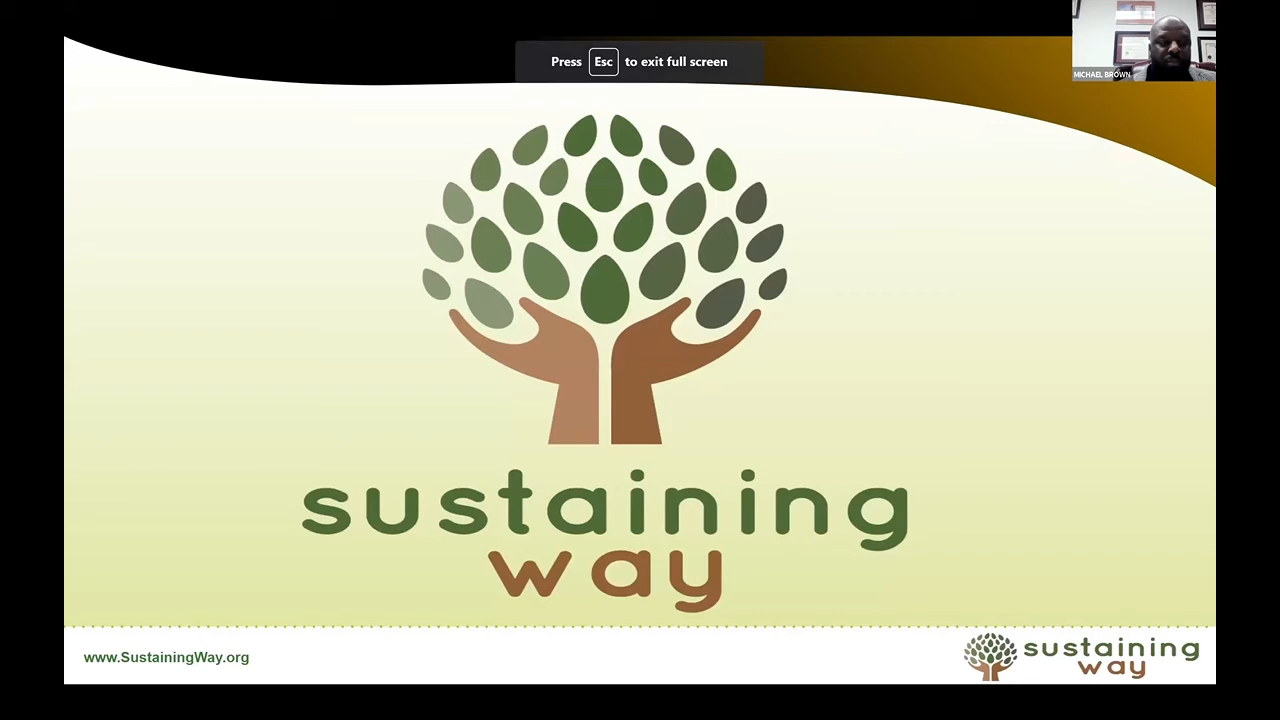 Press Esc to exit full screen
MICHAEL BROWN
sustaining
way
www.SustainingWay.org
sustaining
way